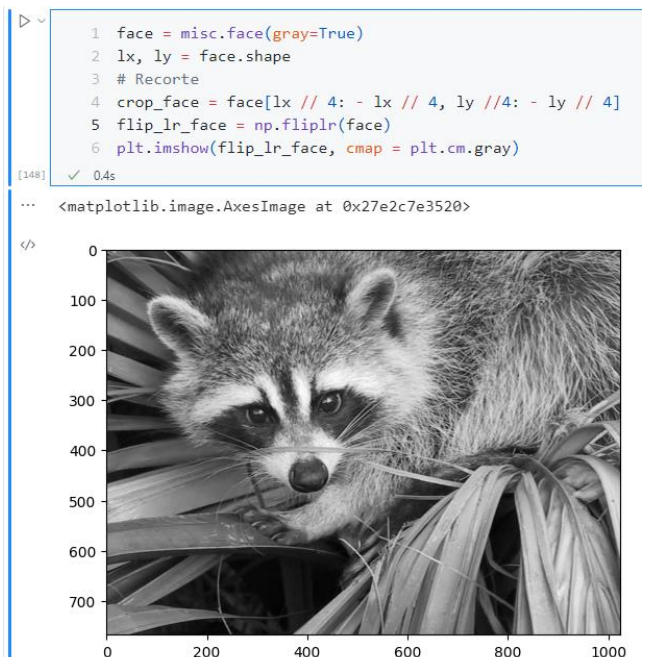 1 face = misc.face(gray=True)
2 lx, ly = face.shape
3 # Recorte
4 crop_face = face[lx // 4: - lx // 4, ly //4: - ly // 4]
5 flip_lr_face = np.fliplr(face)
6 plt.imshow(flip_lr_face, cmap = plt.cm.gray)
[148] ✓ 0.4s
... <matplotlib.image.AxesImage at 0x27e2c7e3520>
</>
0
100
200
300
400
500
600
700
0 200 400 600 800 1000